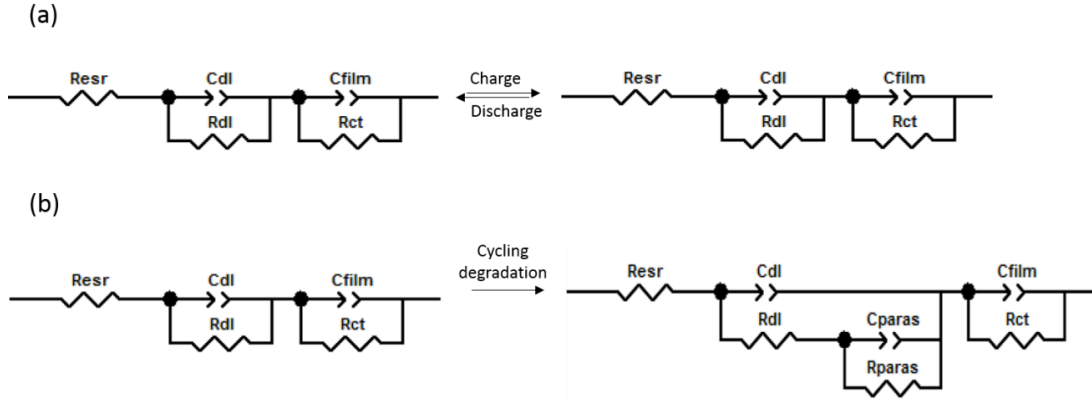 (a)
Resr
Cdl
Cfilm
Rdl
Rct
Charge
Discharge
Resr
Cdl
Cfilm
Rdl
Rct
(b)
Resr
Cdl
Cfilm
Rdl
Rct
Cycling
degradation
Resr
Cdl
Cfilm
Rdl
Cparas
Rct
Rparas